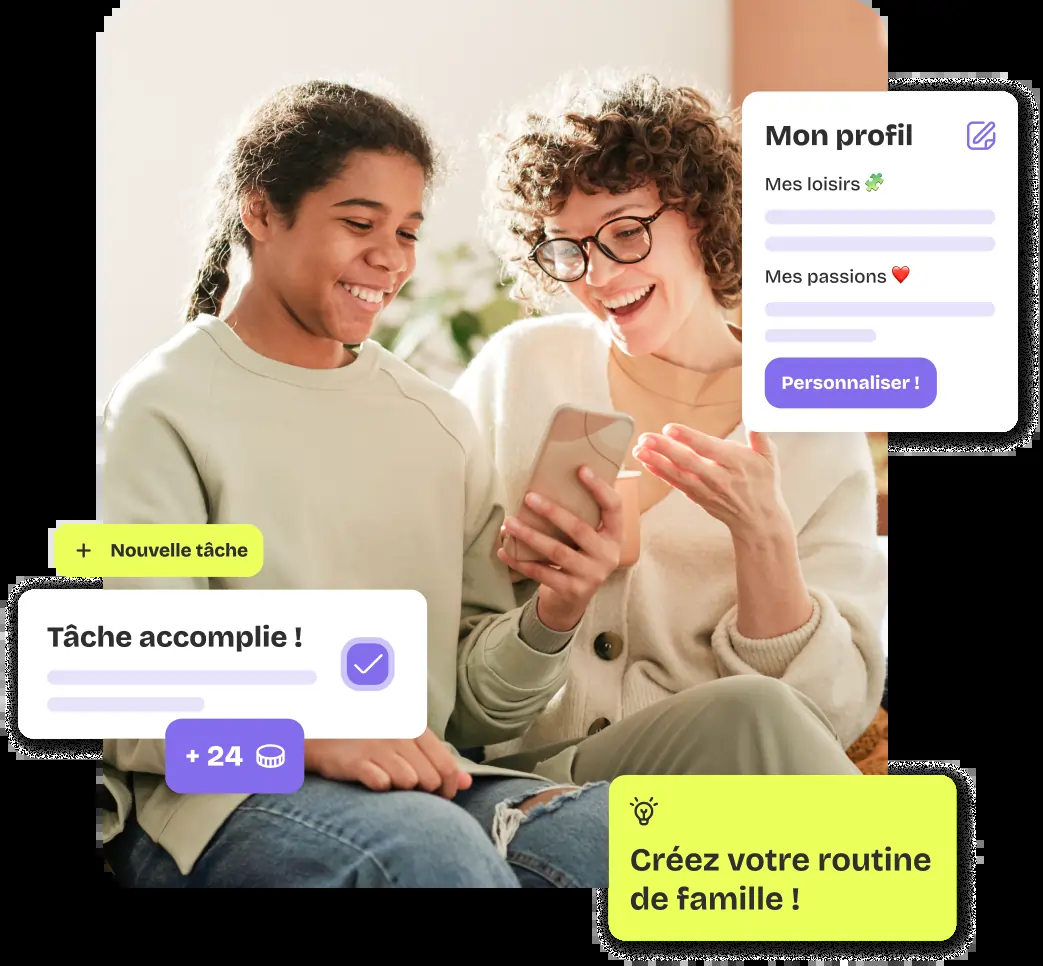 Mon profil
Mes loisirs 🧩
Mes passions ❤️
Personnaliser !
+ Nouvelle tâche
Tâche accomplie !
+ 24
Créez votre routine
de famille !